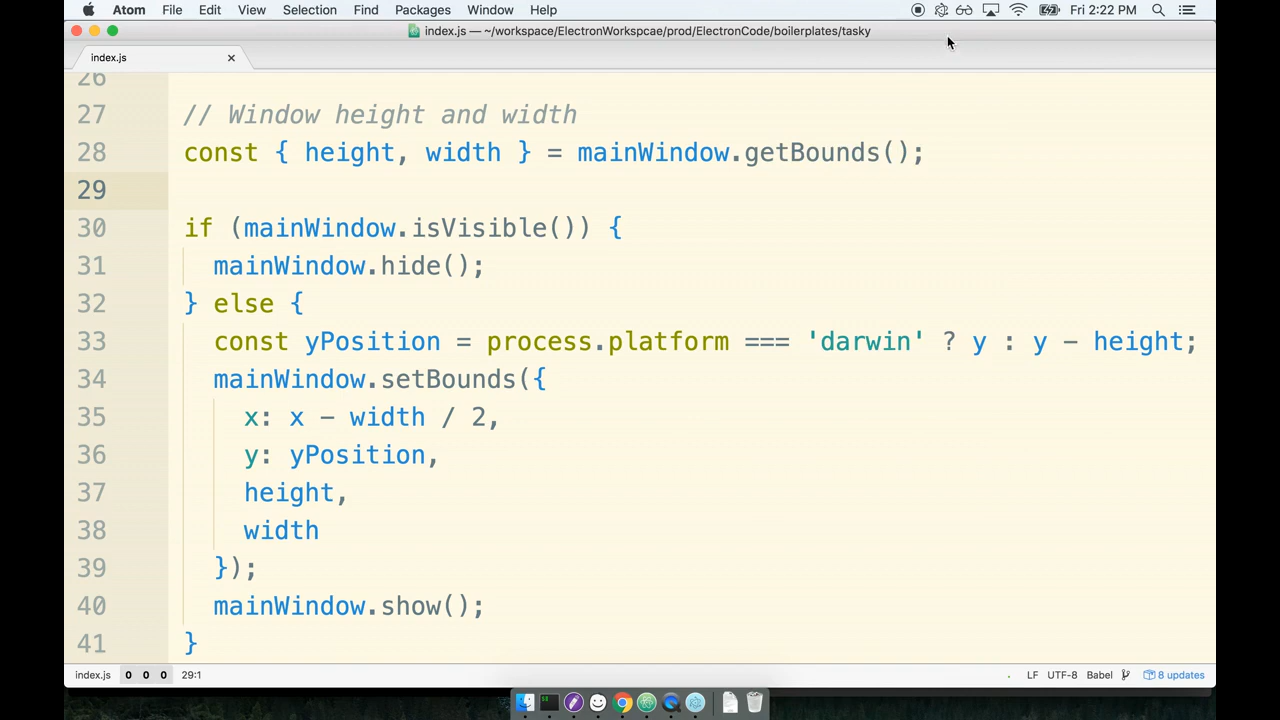 Atom File Edit View Selection Find Packages Window Help Fri 2:22 PM
index.js — ~/workspace/ElectronWorkspcae/prod/ElectronCode/boilerplates/tasky
index.js
26
27 // Window height and width
28 const { height, width } = mainWindow.getBounds();
29
30 if (mainWindow.isVisible()) {
31 mainWindow.hide();
32 } else {
33 const yPosition = process.platform === 'darwin' ? y : y - height;
34 mainWindow.setBounds({
35 x: x - width / 2,
36 y: yPosition,
37 height,
38 width
39 });
40 mainWindow.show();
41 }
index.js 0 0 0 29:1 LF UTF-8 Babel 8 updates